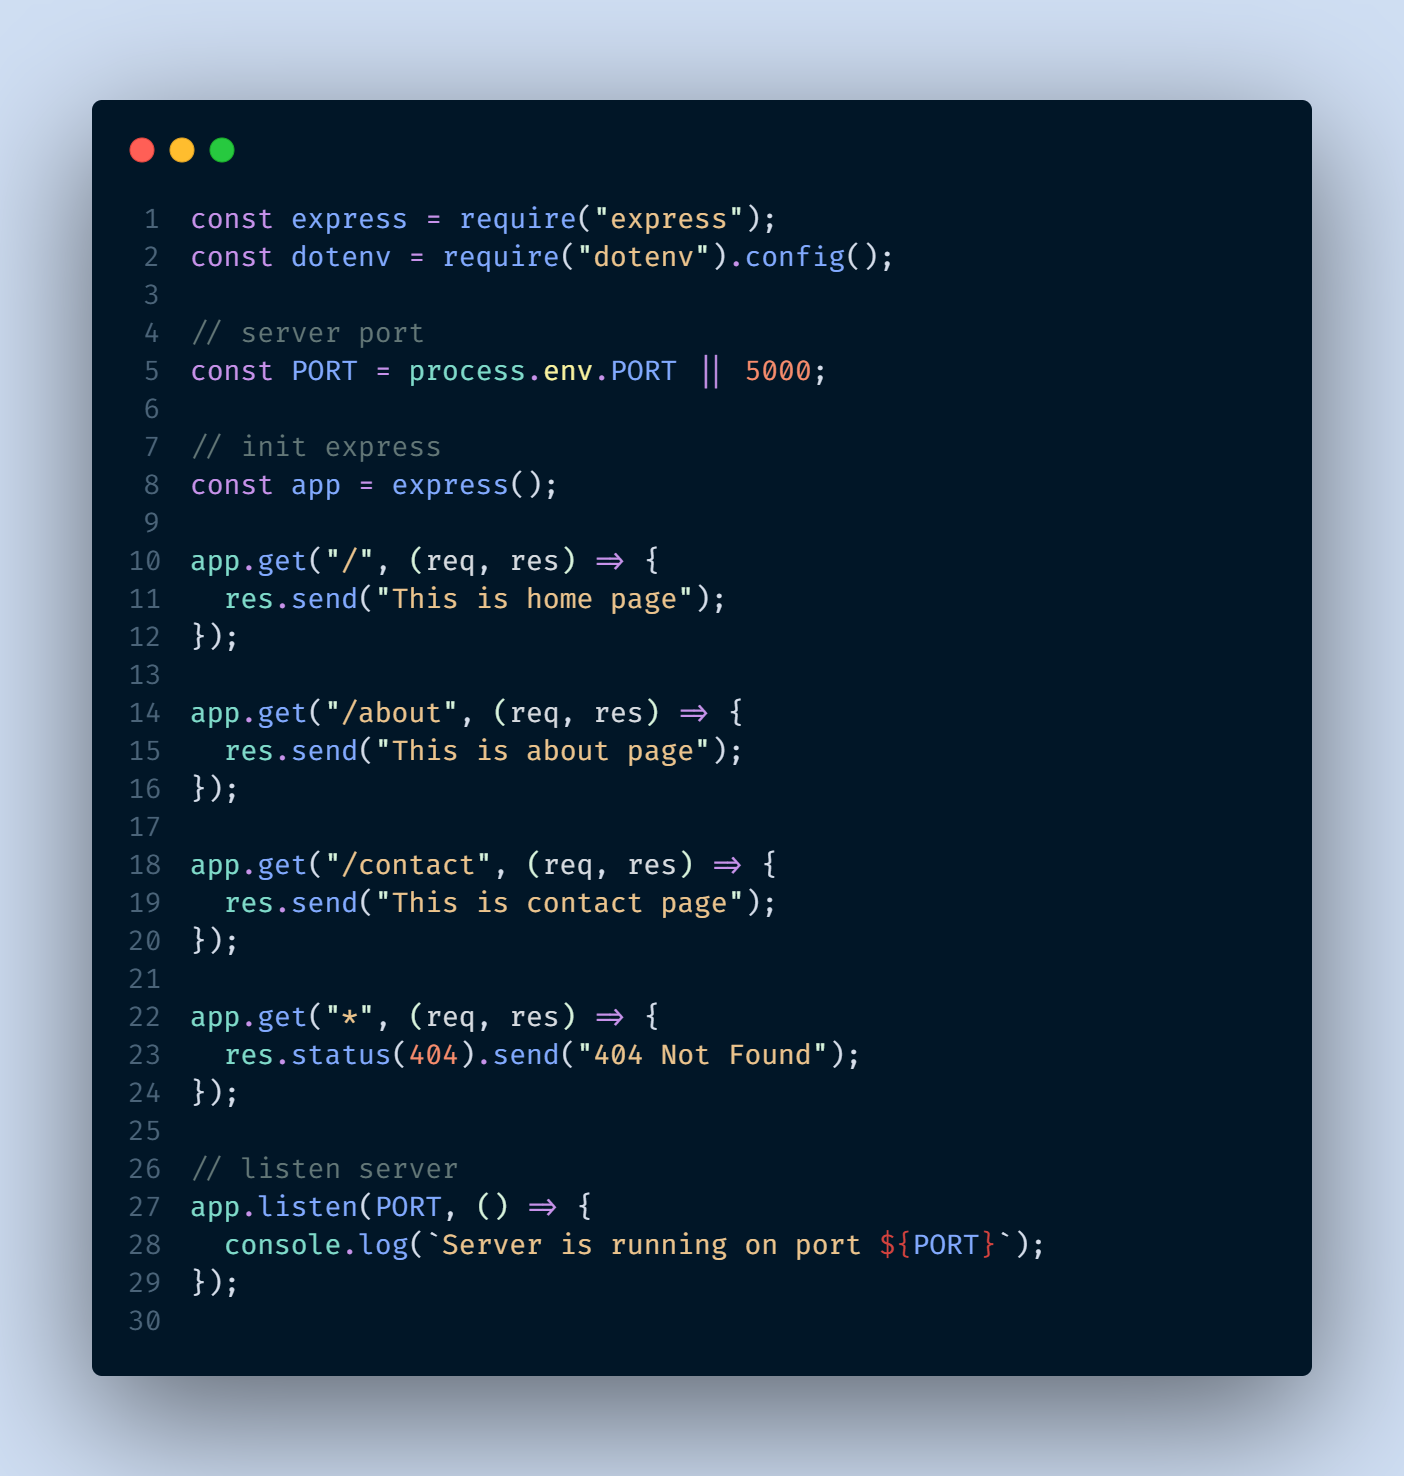 1 const express = require("express");
2 const dotenv = require("dotenv").config();
3
4 // server port
5 const PORT = process.env.PORT || 5000;
6
7 // init express
8 const app = express();
9
10 app.get("/", (req, res) => {
11   res.send("This is home page");
12 });
13
14 app.get("/about", (req, res) => {
15   res.send("This is about page");
16 });
17
18 app.get("/contact", (req, res) => {
19   res.send("This is contact page");
20 });
21
22 app.get("*", (req, res) => {
23   res.status(404).send("404 Not Found");
24 });
25
26 // listen server
27 app.listen(PORT, () => {
28   console.log(`Server is running on port ${PORT}`);
29 });
30